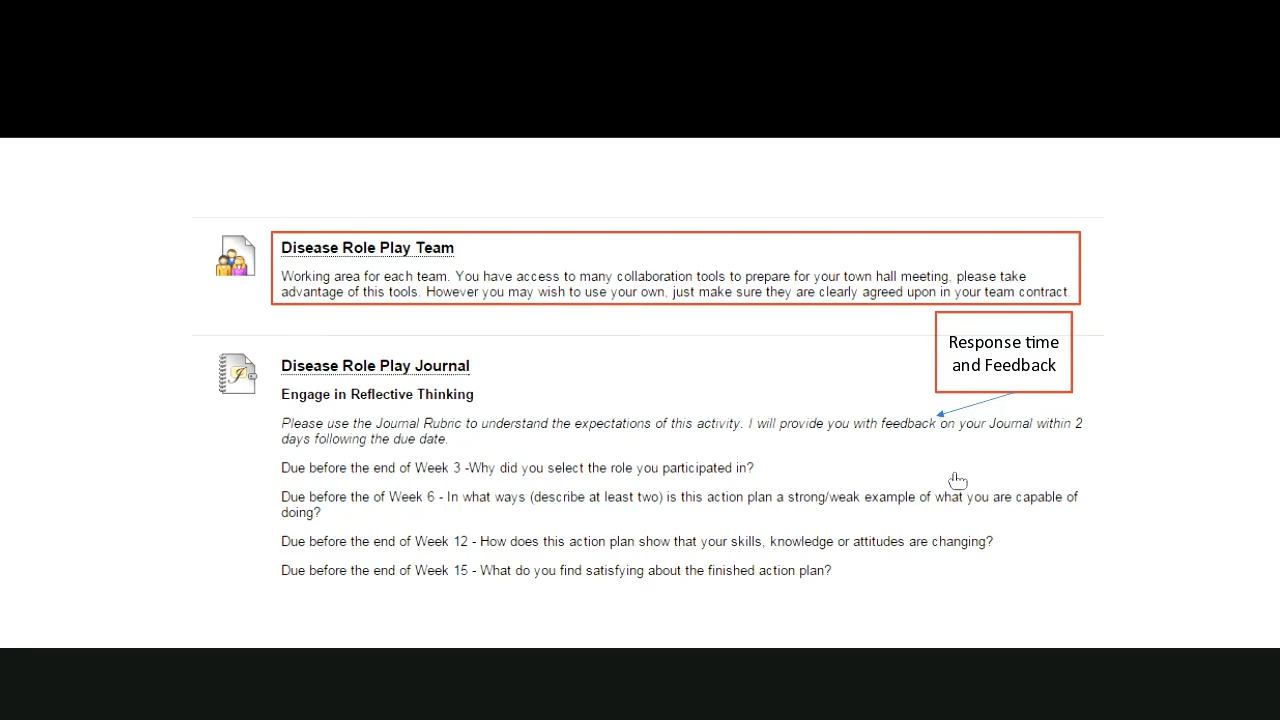 Disease Role Play Team
Working area for each team. You have access to many collaboration tools to prepare for your town hall meeting, please take
advantage of this tools. However you may wish to use your own, just make sure they are clearly agreed upon in your team contract.
Response time
and Feedback
Disease Role Play Journal
Engage in Reflective Thinking
Please use the Journal Rubric to understand the expectations of this activity. I will provide you with feedback on your Journal within 2
days following the due date.
Due before the end of Week 3 -Why did you select the role you participated in?
Due before the of Week 6 - In what ways (describe at least two) is this action plan a strong/weak example of what you are capable of
doing?
Due before the end of Week 12 - How does this action plan show that your skills, knowledge or attitudes are changing?
Due before the end of Week 15 - What do you find satisfying about the finished action plan?